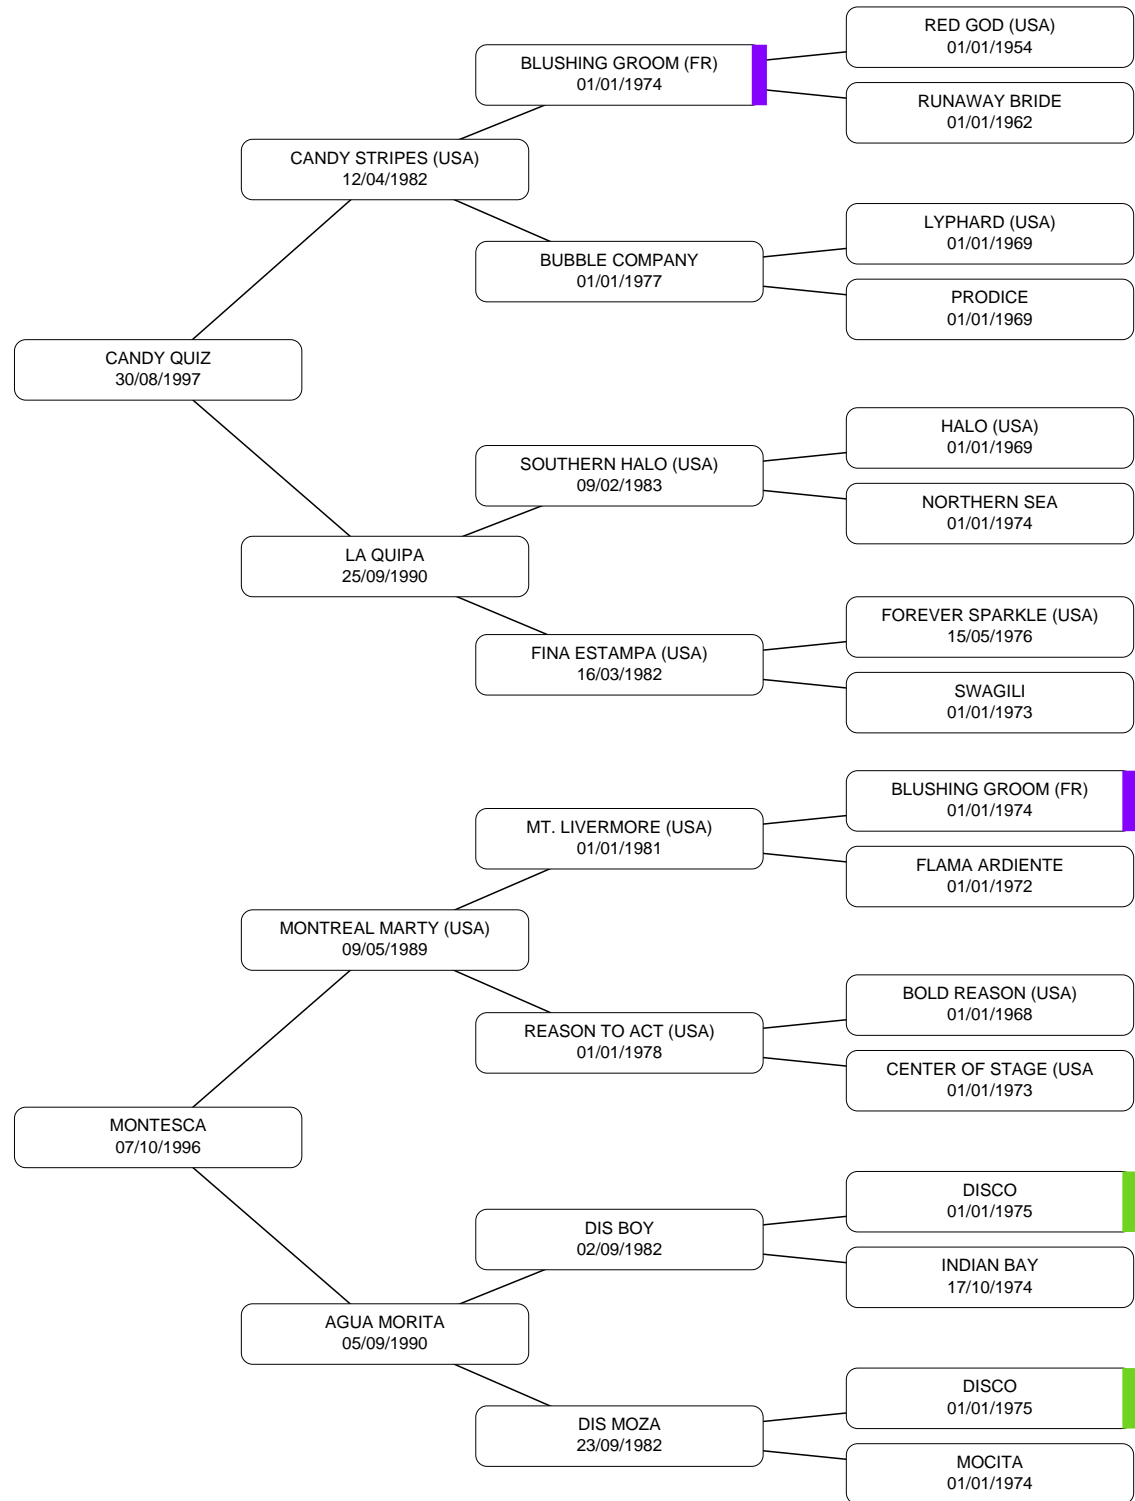 RED GOD (USA)
01/01/1954
BLUSHING GROOM (FR)
01/01/1974
RUNAWAY BRIDE
01/01/1962
CANDY STRIPES (USA)
12/04/1982
LYPHARD (USA)
01/01/1969
BUBBLE COMPANY
01/01/1977
PRODICE
01/01/1969
CANDY QUIZ
30/08/1997
HALO (USA)
01/01/1969
SOUTHERN HALO (USA)
09/02/1983
NORTHERN SEA
01/01/1974
LA QUIPA
25/09/1990
FOREVER SPARKLE (USA)
15/05/1976
FINA ESTAMPA (USA)
16/03/1982
SWAGILI
01/01/1973
BLUSHING GROOM (FR)
01/01/1974
MT. LIVERMORE (USA)
01/01/1981
FLAMA ARDIENTE
01/01/1972
MONTREAL MARTY (USA)
09/05/1989
BOLD REASON (USA)
01/01/1968
REASON TO ACT (USA)
01/01/1978
CENTER OF STAGE (USA
01/01/1973
MONTESCA
07/10/1996
DISCO
01/01/1975
DIS BOY
02/09/1982
INDIAN BAY
17/10/1974
AGUA MORITA
05/09/1990
DISCO
01/01/1975
DIS MOZA
23/09/1982
MOCITA
01/01/1974